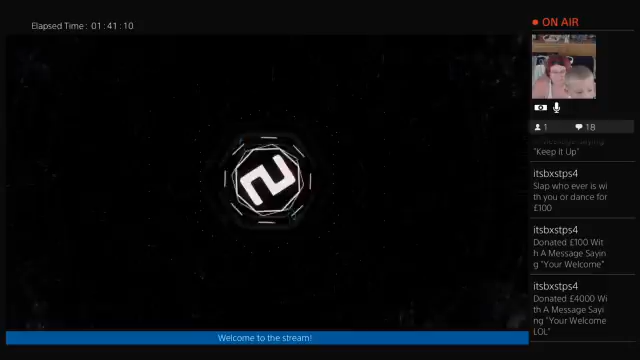 Elapsed Time : 01:41:10
ON AIR
1
18
"Keep It Up"
itsbxstps4
Slap who ever is wi
th you or dance for
£100
itsbxstps4
Donated £100 Wit
h A Message Sayin
g "Your Welcome"
itsbxstps4
Donated £4000 Wi
th A Message Sayi
ng "Your Welcome
LOL"
Welcome to the stream!